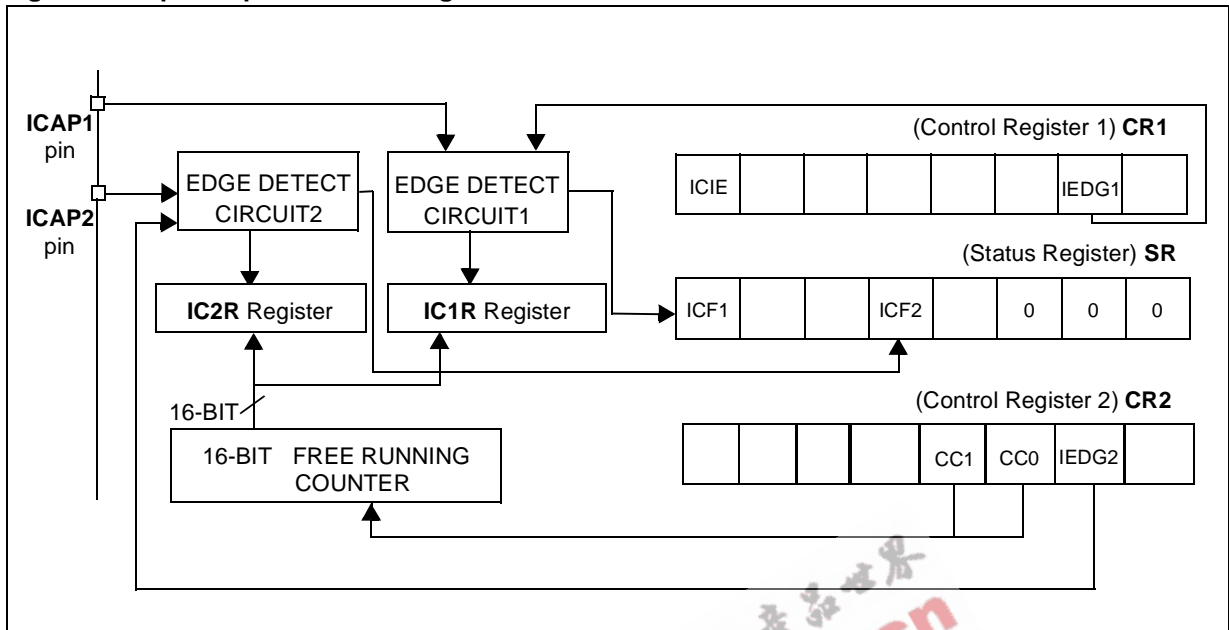 ICAP1
pin
ICAP2
pin
EDGE DETECT
CIRCUIT2
EDGE DETECT
CIRCUIT1
IC2R Register
IC1R Register
16-BIT
16-BIT FREE RUNNING
COUNTER
(Control Register 1) CR1
ICIE
IEDG1
(Status Register) SR
ICF1
ICF2
0
0
0
(Control Register 2) CR2
CC1
CC0
IEDG2